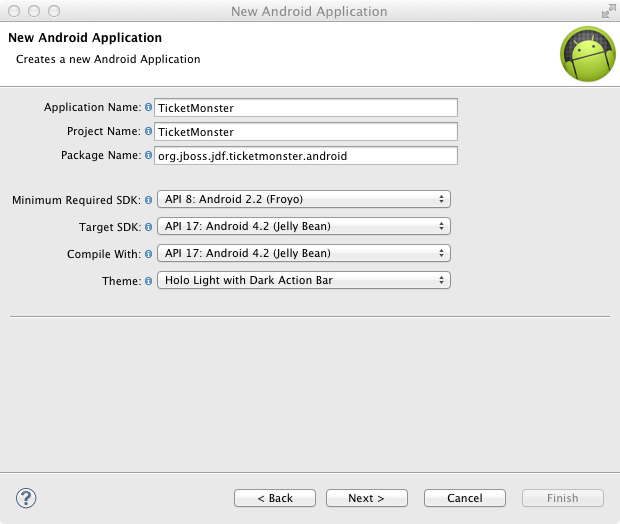 New Android Application
New Android Application
Creates a new Android Application
Application Name: TicketMonster
Project Name: TicketMonster
Package Name: org.jboss.jdf.ticketmonster.android
Minimum Required SDK: API 8: Android 2.2 (Froyo)
Target SDK: API 17: Android 4.2 (Jelly Bean)
Compile With: API 17: Android 4.2 (Jelly Bean)
Theme: Holo Light with Dark Action Bar
? < Back Next > Cancel Finish